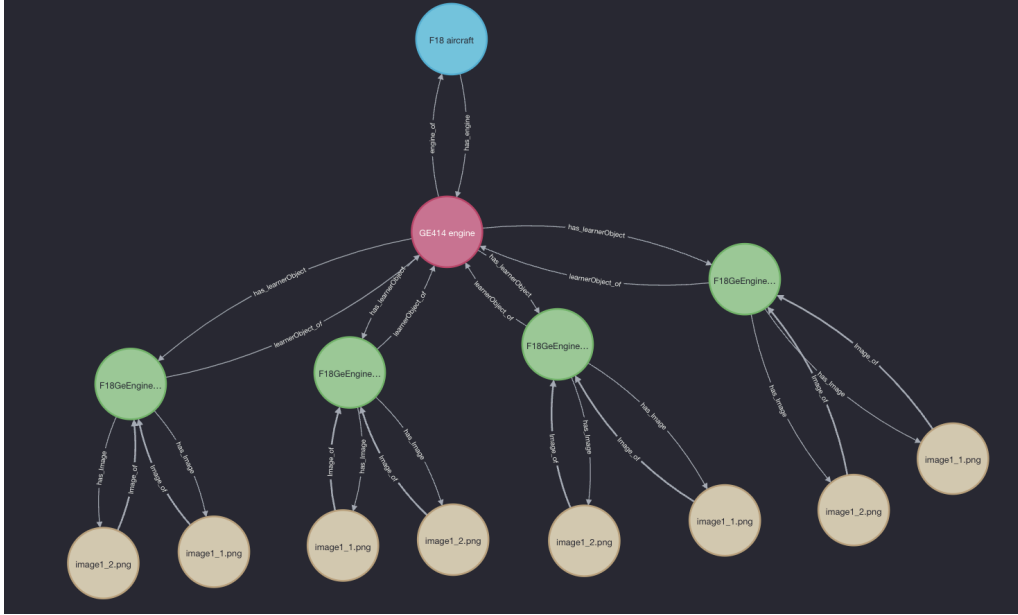 F18 aircraft
engine_of
has_engine
GE414 engine
has_learnerObject
has_learnerObject
learnerObject_of
has_learnerObject
learnerObject_of
has_learnerObject
learnerObject_of
learnerObject_of
F18GeEngine...
F18GeEngine...
F18GeEngine...
F18GeEngine...
has_Image
Image_of
Image_of
has_Image
Image_of
has_Image
Image_of
has_Image
Image_of
has_Image
Image_of
has_Image
has_Image
Image_of
has_Image
Image_of
image1_2.png
image1_1.png
image1_1.png
image1_2.png
image1_2.png
image1_1.png
image1_2.png
image1_1.png